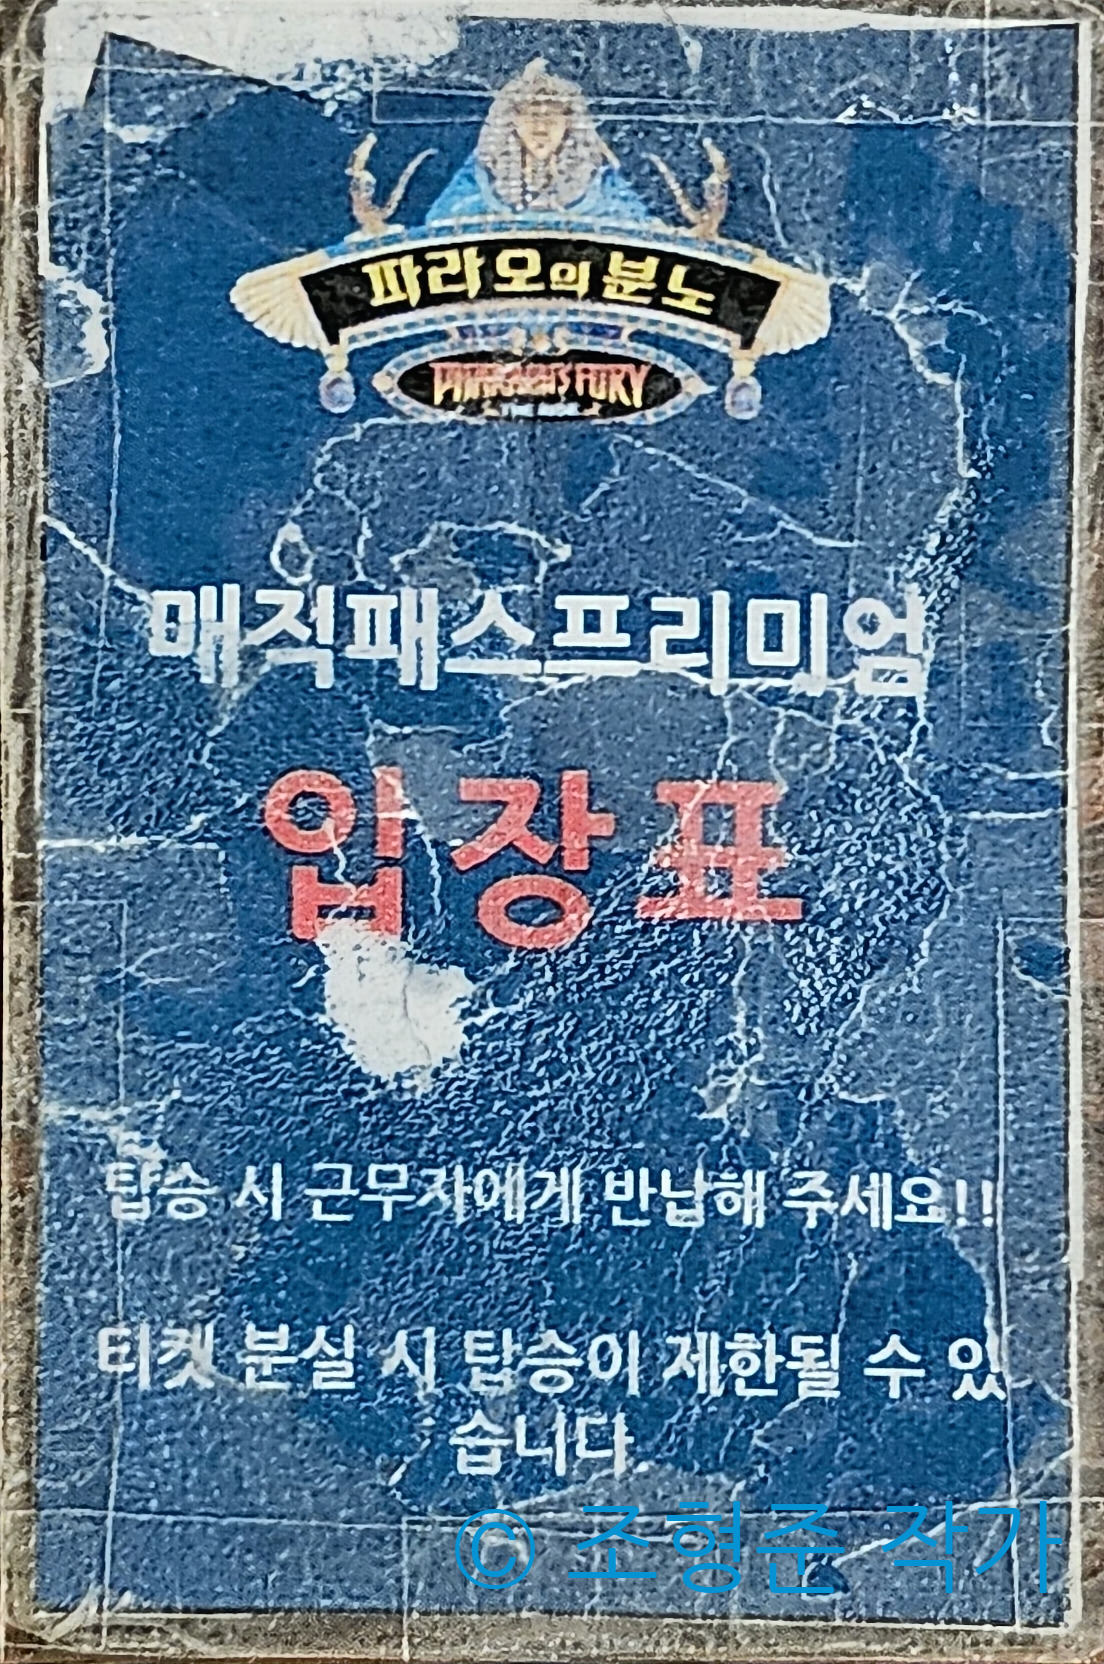 파라오의 분노
PHARAOH'S FURY
매직패스프리미엄
입장표
탑승 시 근무자에게 반납해 주세요!!
티켓 분실 시 탑승이 제한될 수 있
습니다
© 조형준 작가